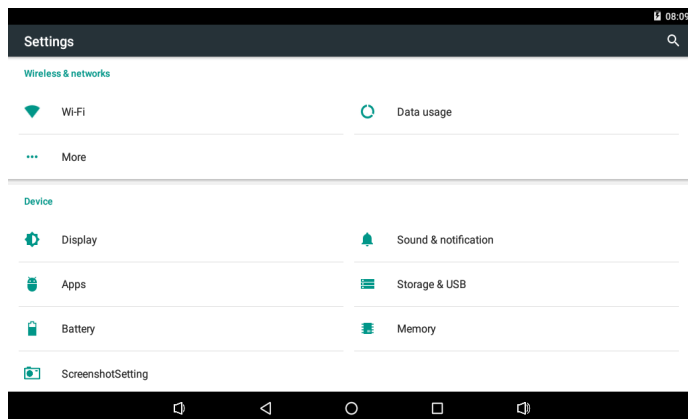 08:09
Settings
Wireless & networks
Wi-Fi
Data usage
More
Device
Display
Sound & notification
Apps
Storage & USB
Battery
Memory
ScreenshotSetting